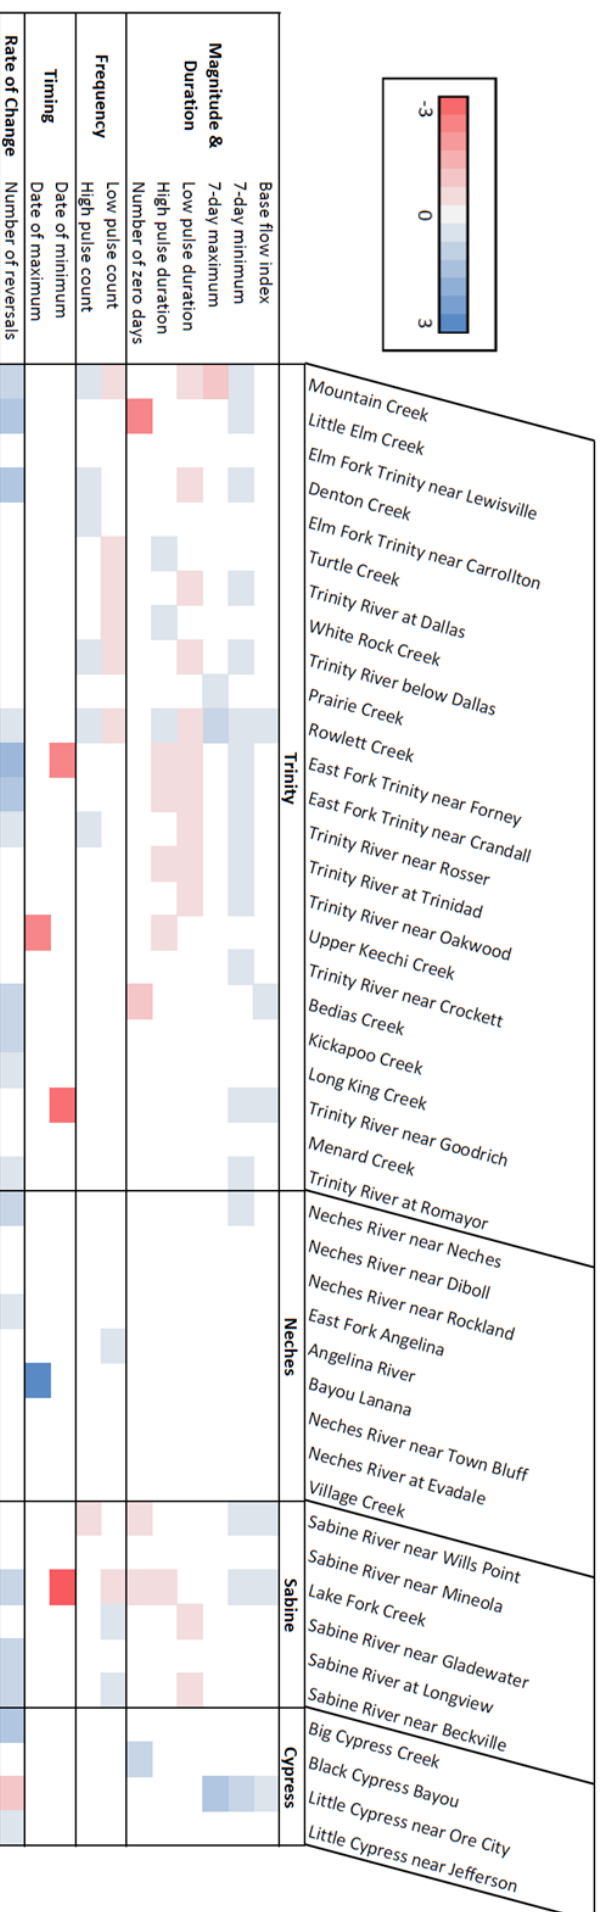 -3
0
3
Mountain Creek
Little Elm Creek
Elm Fork Trinity near Lewisville
Denton Creek
Elm Fork Trinity near Carrollton
Turtle Creek
Trinity River at Dallas
White Rock Creek
Trinity River below Dallas
Prairie Creek
Rowlett Creek
East Fork Trinity near Forney
East Fork Trinity near Crandall
Trinity River near Rosser
Trinity River at Trinidad
Trinity River near Oakwood
Upper Keechi Creek
Trinity River near Crockett
Bedias Creek
Kickapoo Creek
Long King Creek
Trinity River near Goodrich
Menard Creek
Trinity River at Romayor
Neches River near Neches
Neches River near Diboll
Neches River near Rockland
East Fork Angelina
Angelina River
Bayou Lanana
Neches River near Town Bluff
Neches River at Evadale
Village Creek
Sabine River near Wills Point
Sabine River near Mineola
Lake Fork Creek
Sabine River near Gladewater
Sabine River at Longview
Sabine River near Beckville
Big Cypress Creek
Black Cypress Bayou
Little Cypress near Ore City
Little Cypress near Jefferson
Trinity
Neches
Sabine
Cypress
Magnitude &
Duration
Base flow index
7-day minimum
7-day maximum
Low pulse duration
High pulse duration
Number of zero days
Frequency
Low pulse count
High pulse count
Timing
Date of minimum
Date of maximum
Rate of Change
Number of reversals